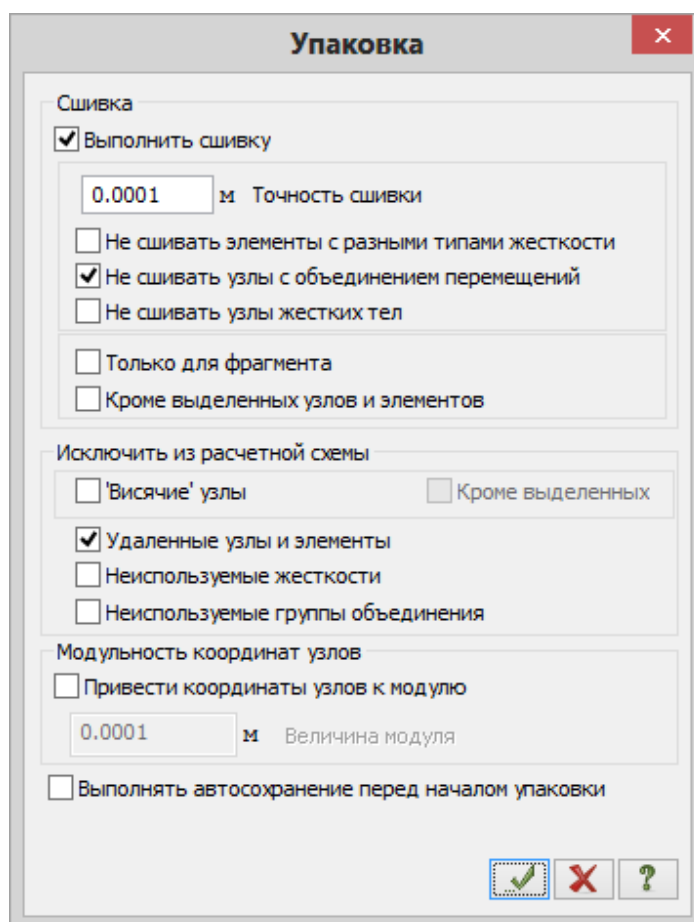 Упаковка
Сшивка
Выполнить сшивку
0.0001 м Точность сшивки
Не сшивать элементы с разными типами жесткости
Не сшивать узлы с объединением перемещений
Не сшивать узлы жестких тел
Только для фрагмента
Кроме выделенных узлов и элементов
Исключить из расчетной схемы
'Висячие' узлы Кроме выделенных
Удаленные узлы и элементы
Неиспользуемые жесткости
Неиспользуемые группы объединения
Модульность координат узлов
Привести координаты узлов к модулю
0.0001 м Величина модуля
Выполнять автосохранение перед началом упаковки
?